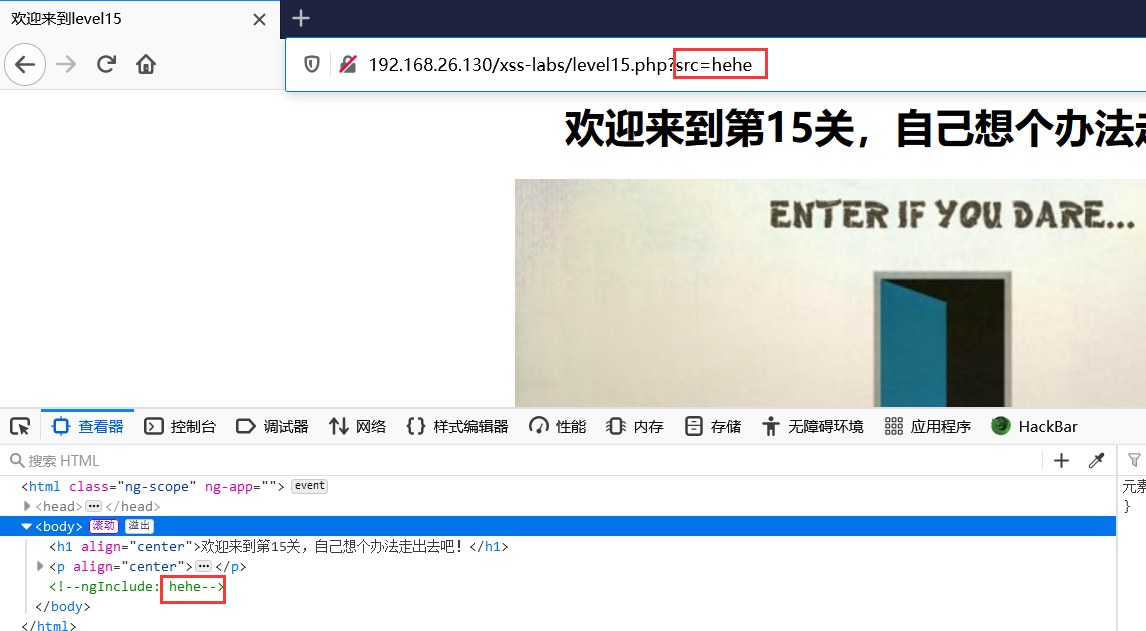 欢迎来到level15
192.168.26.130/xss-labs/level15.php?src=hehe
欢迎来到第15关，自己想个办法走
ENTER IF YOU DARE...
查看器 控制台 调试器 网络 {} 样式编辑器 性能 内存 存储 无障碍环境 应用程序 HackBar
搜索 HTML
<html class="ng-scope" ng-app=""> event
<head>...</head>
<body> 滚动 溢出
<h1 align="center">欢迎来到第15关，自己想个办法走出去吧！</h1>
<p align="center">...</p>
<!--ngInclude: hehe-->
</body>
</html>
元素
}